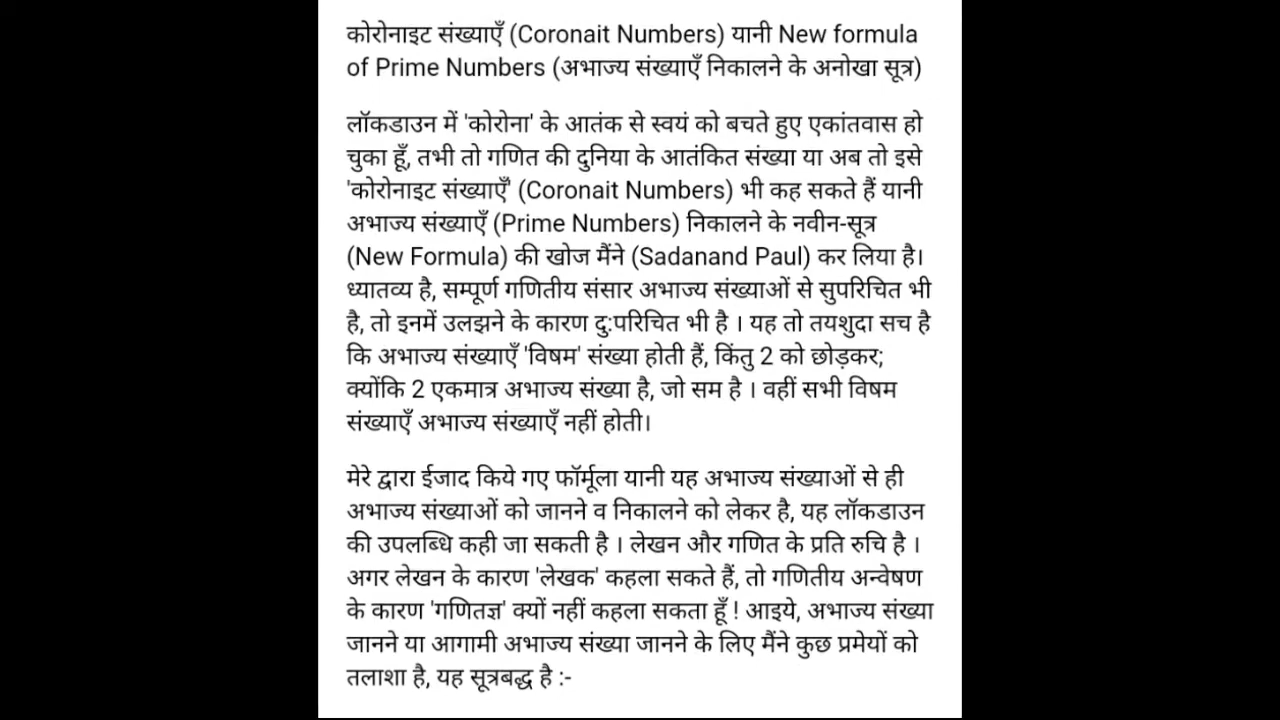 कोरोनाइट संख्याएँ (Coronait Numbers) यानी New formula
of Prime Numbers (अभाज्य संख्याएँ निकालने के अनोखा सूत्र)
लॉकडाउन में 'कोरोना' के आतंक से स्वयं को बचते हुए एकांतवास हो
चुका हूँ, तभी तो गणित की दुनिया के आतंकित संख्या या अब तो इसे
'कोरोनाइट संख्याएँ' (Coronait Numbers) भी कह सकते हैं यानी
अभाज्य संख्याएँ (Prime Numbers) निकालने के नवीन-सूत्र
(New Formula) की खोज मैंने (Sadanand Paul) कर लिया है।
ध्यातव्य है, सम्पूर्ण गणितीय संसार अभाज्य संख्याओं से सुपरिचित भी
है, तो इनमें उलझने के कारण दु:परिचित भी है । यह तो तयशुदा सच है
कि अभाज्य संख्याएँ 'विषम' संख्या होती हैं, किंतु 2 को छोड़कर;
क्योंकि 2 एकमात्र अभाज्य संख्या है, जो सम है । वहीं सभी विषम
संख्याएँ अभाज्य संख्याएँ नहीं होती।
मेरे द्वारा ईजाद किये गए फॉर्मूला यानी यह अभाज्य संख्याओं से ही
अभाज्य संख्याओं को जानने व निकालने को लेकर है, यह लॉकडाउन
की उपलब्धि कही जा सकती है । लेखन और गणित के प्रति रुचि है ।
अगर लेखन के कारण 'लेखक' कहला सकते हैं, तो गणितीय अन्वेषण
के कारण 'गणितज्ञ' क्यों नहीं कहला सकता हूँ ! आइये, अभाज्य संख्या
जानने या आगामी अभाज्य संख्या जानने के लिए मैंने कुछ प्रमेयों को
तलाशा है, यह सूत्रबद्ध है :-